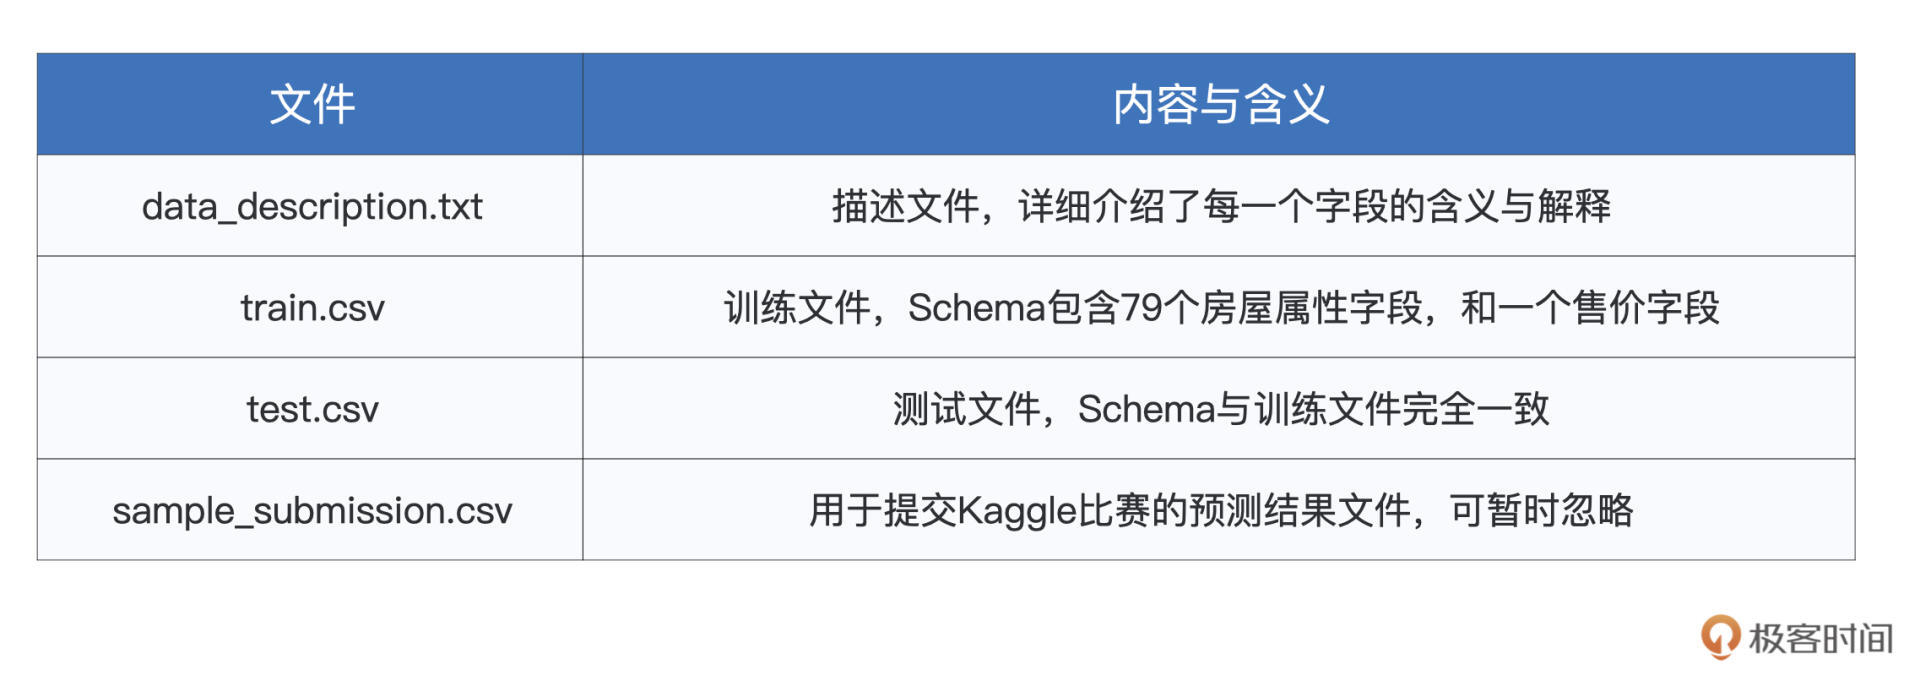 文件 内容与含义
data_description.txt 描述文件，详细介绍了每一个字段的含义与解释
train.csv 训练文件，Schema包含79个房屋属性字段，和一个售价字段
test.csv 测试文件，Schema与训练文件完全一致
sample_submission.csv 用于提交Kaggle比赛的预测结果文件，可暂时忽略
极客时间